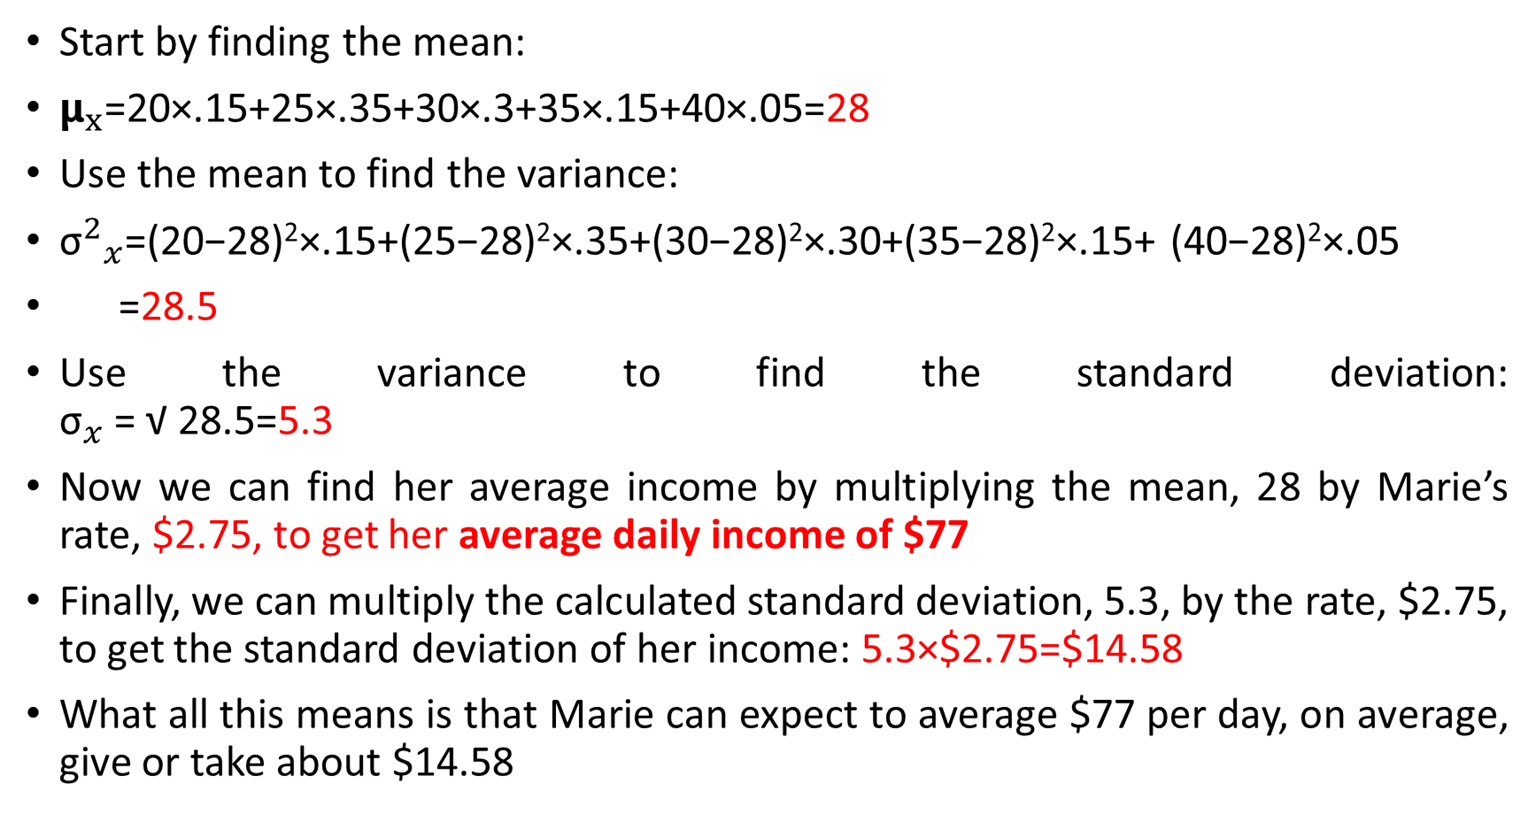 • Start by finding the mean:
• μₓ=20×.15+25×.35+30×.3+35×.15+40×.05=28
• Use the mean to find the variance:
• σ²ₓ=(20−28)²×.15+(25−28)²×.35+(30−28)²×.30+(35−28)²×.15+ (40−28)²×.05
• =28.5
• Use the variance to find the standard deviation:
σₓ = √ 28.5=5.3
• Now we can find her average income by multiplying the mean, 28 by Marie’s
rate, $2.75, to get her average daily income of $77
• Finally, we can multiply the calculated standard deviation, 5.3, by the rate, $2.75,
to get the standard deviation of her income: 5.3×$2.75=$14.58
• What all this means is that Marie can expect to average $77 per day, on average,
give or take about $14.58